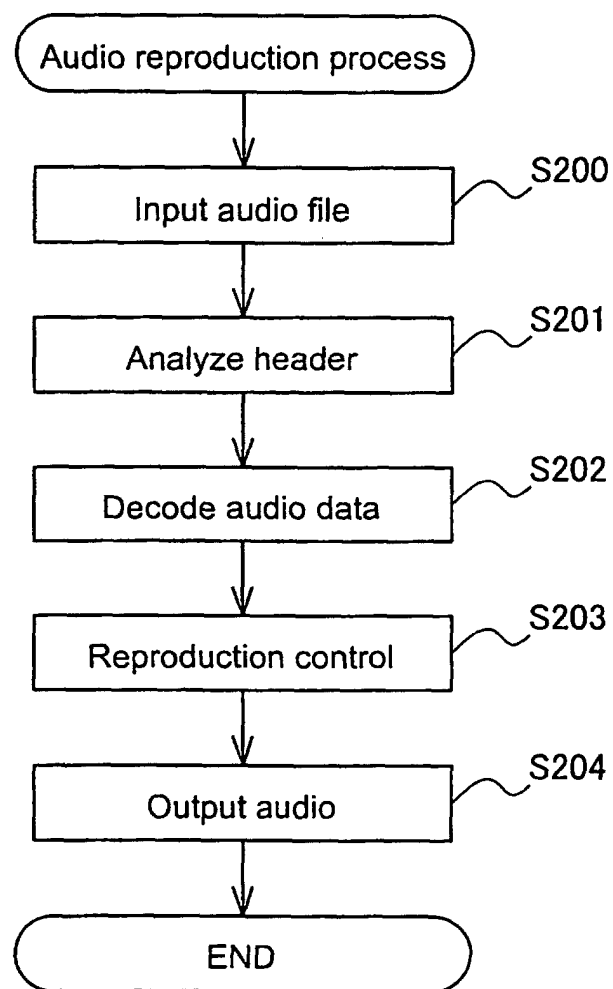 Audio reproduction process
S200
Input audio file
S201
Analyze header
S202
Decode audio data
S203
Reproduction control
S204
Output audio
END